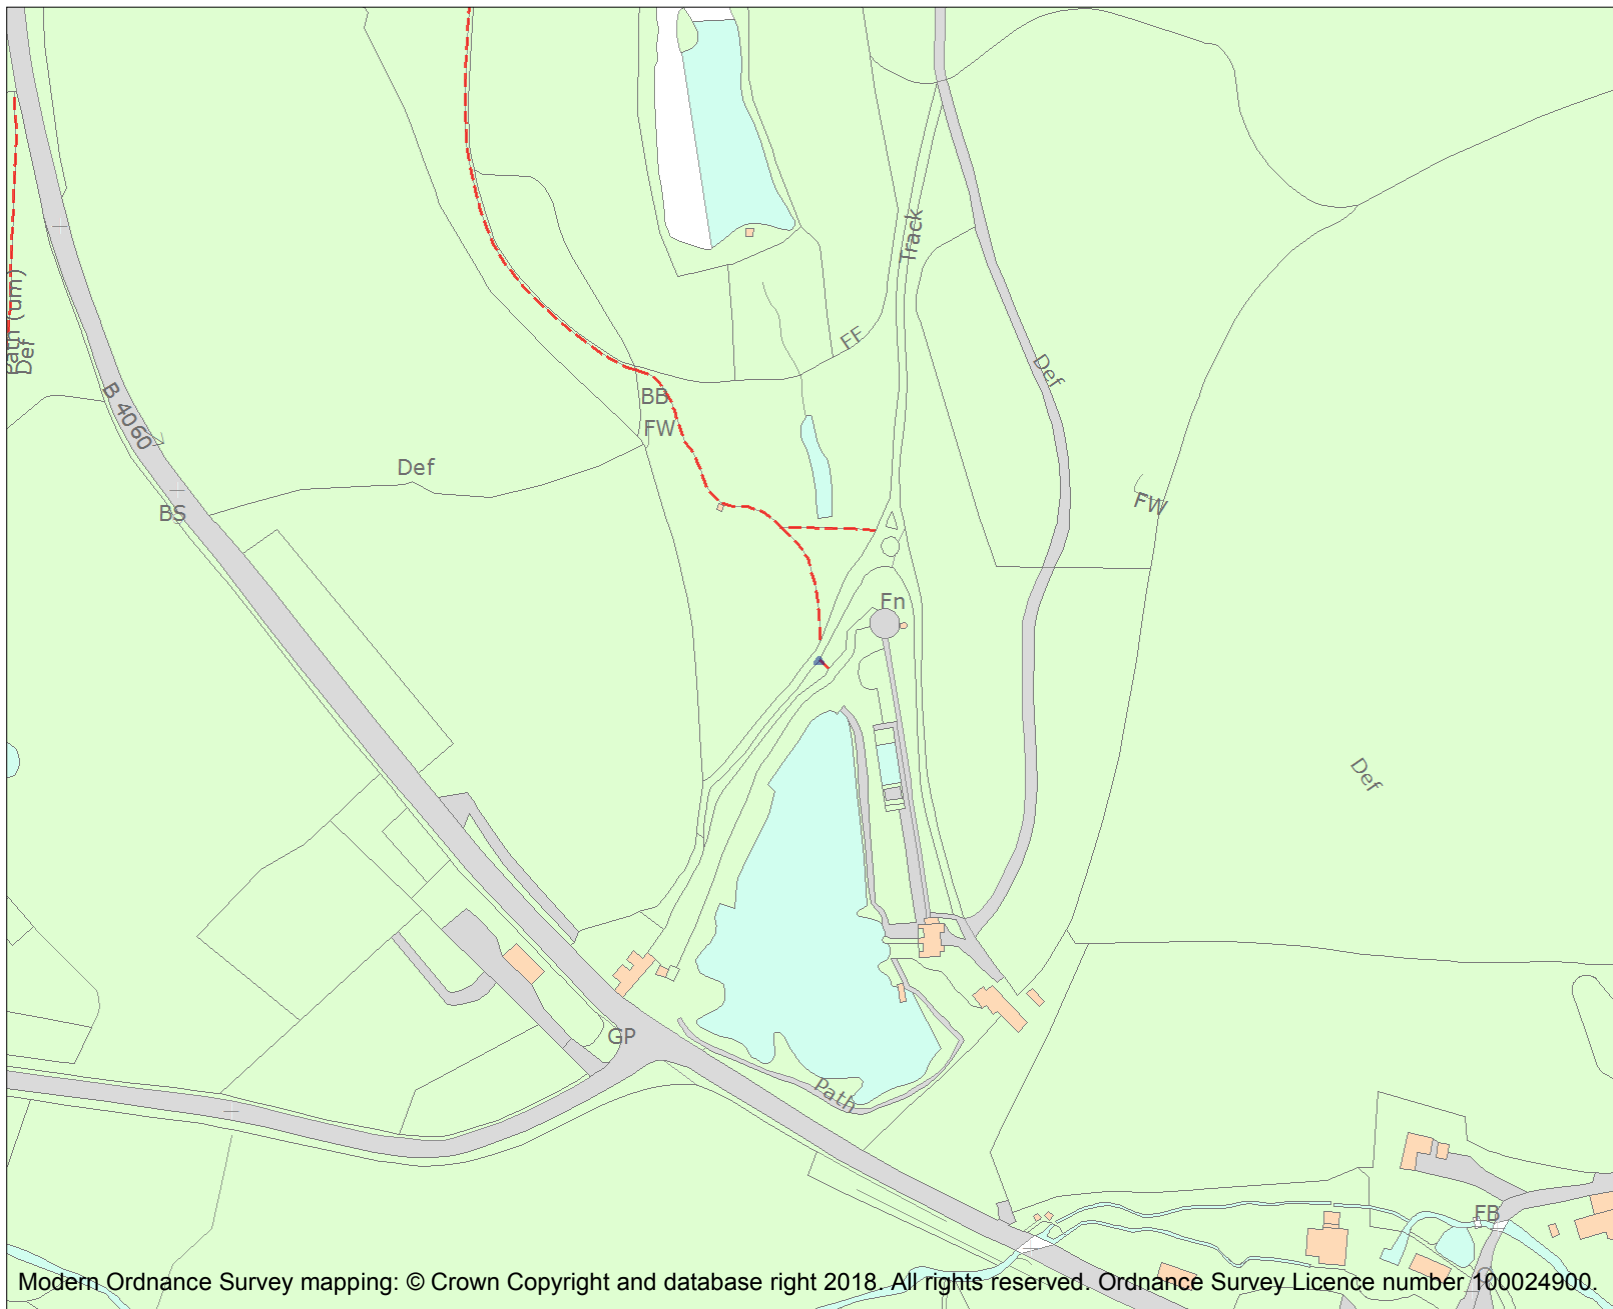 Track
Path (um)
Def
FF
Def
B 4060
BB
FW
Def
FW
BS
Fn
Def
GP
Path
FB
Modern Ordnance Survey mapping: © Crown Copyright and database right 2018. All rights reserved. Ordnance Survey Licence number 100024900.